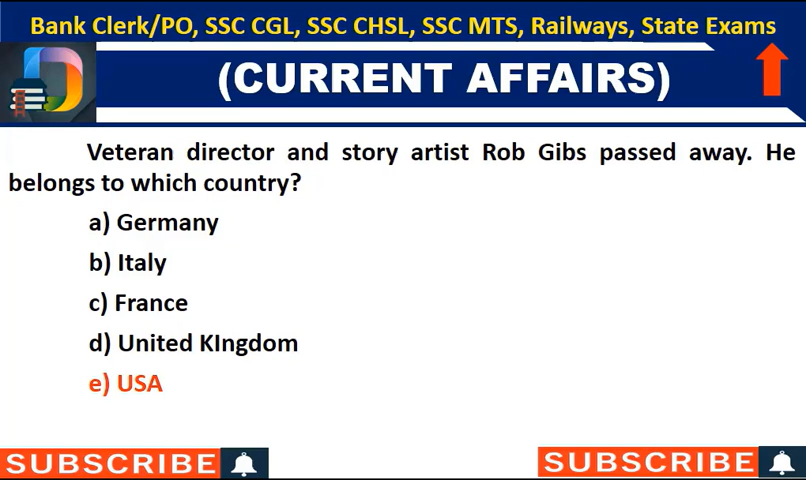 Bank Clerk/PO, SSC CGL, SSC CHSL, SSC MTS, Railways, State Exams
(CURRENT AFFAIRS)
Veteran director and story artist Rob Gibs passed away. He
belongs to which country?
a) Germany
b) Italy
c) France
d) United KIngdom
e) USA
SUBSCRIBE
SUBSCRIBE